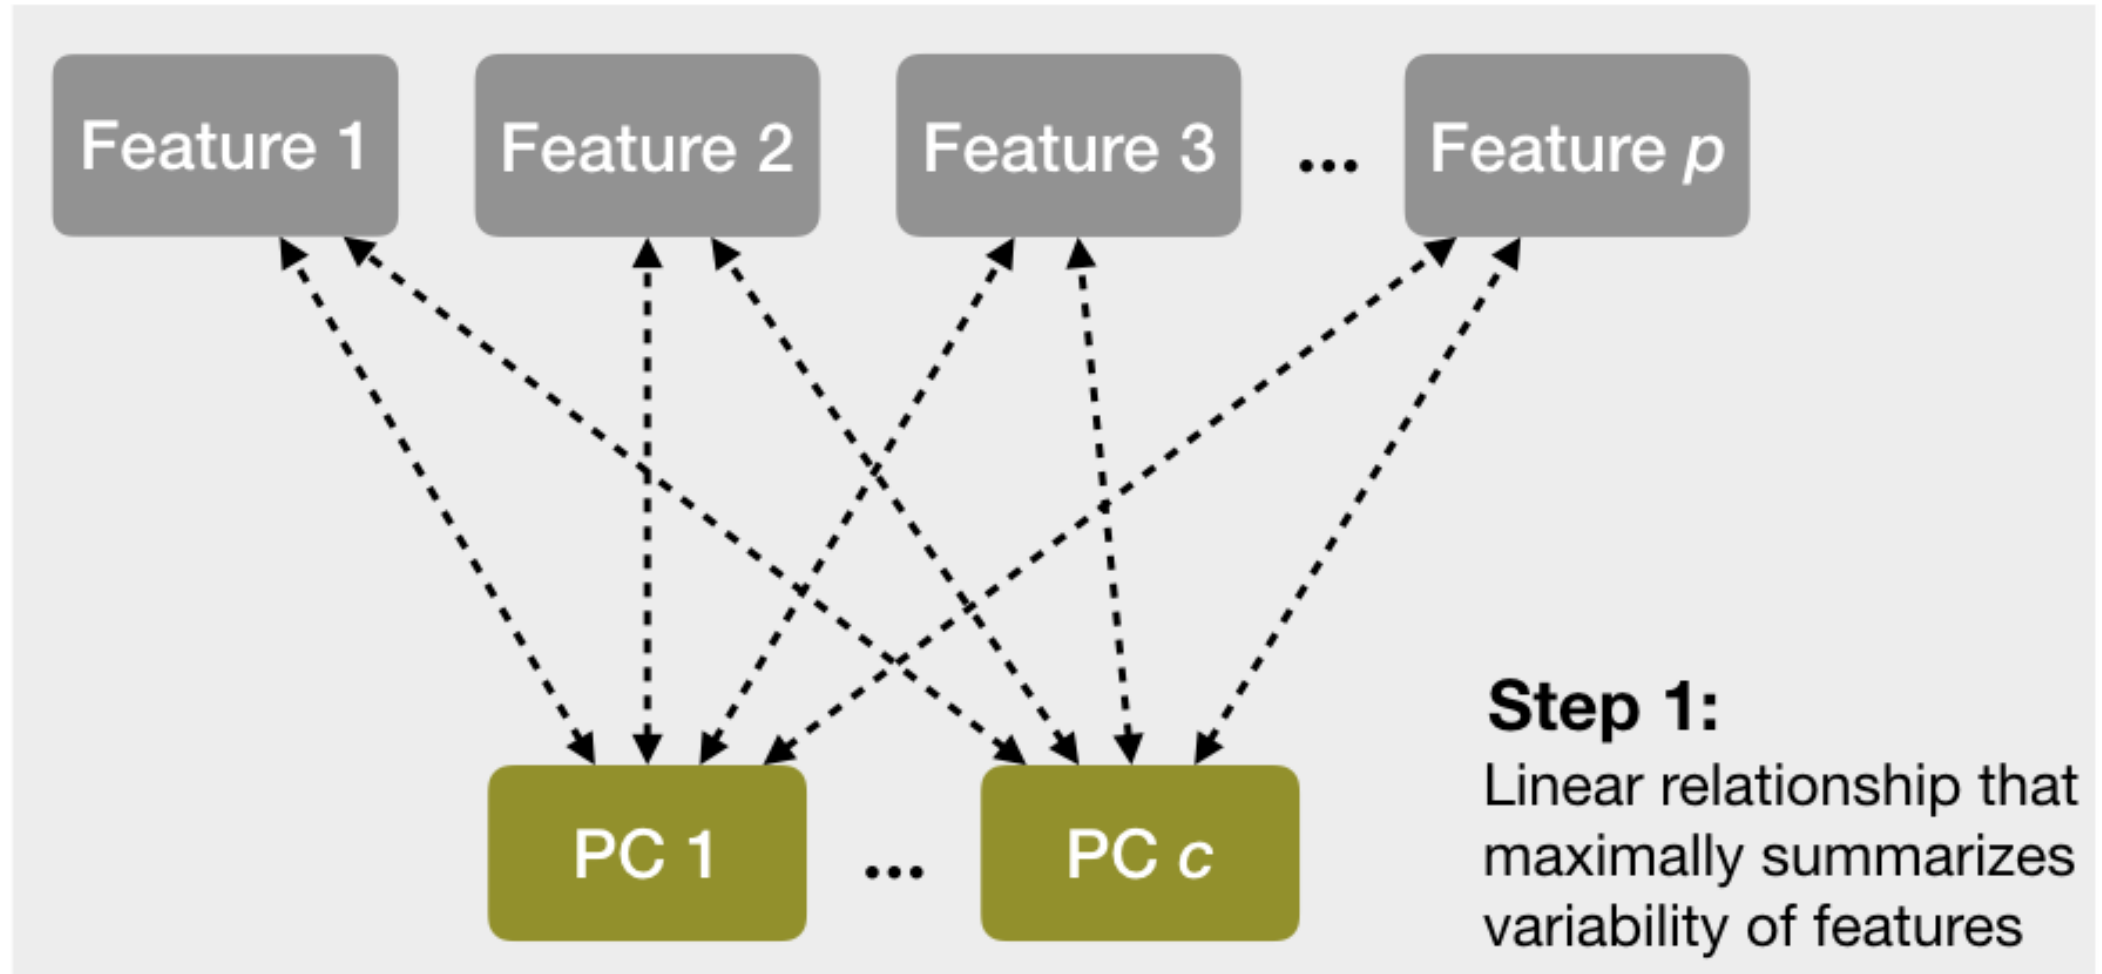 Feature 1
Feature 2
Feature 3
...
Feature p
PC 1
...
PC c
Step 1:
Linear relationship that
maximally summarizes
variability of features